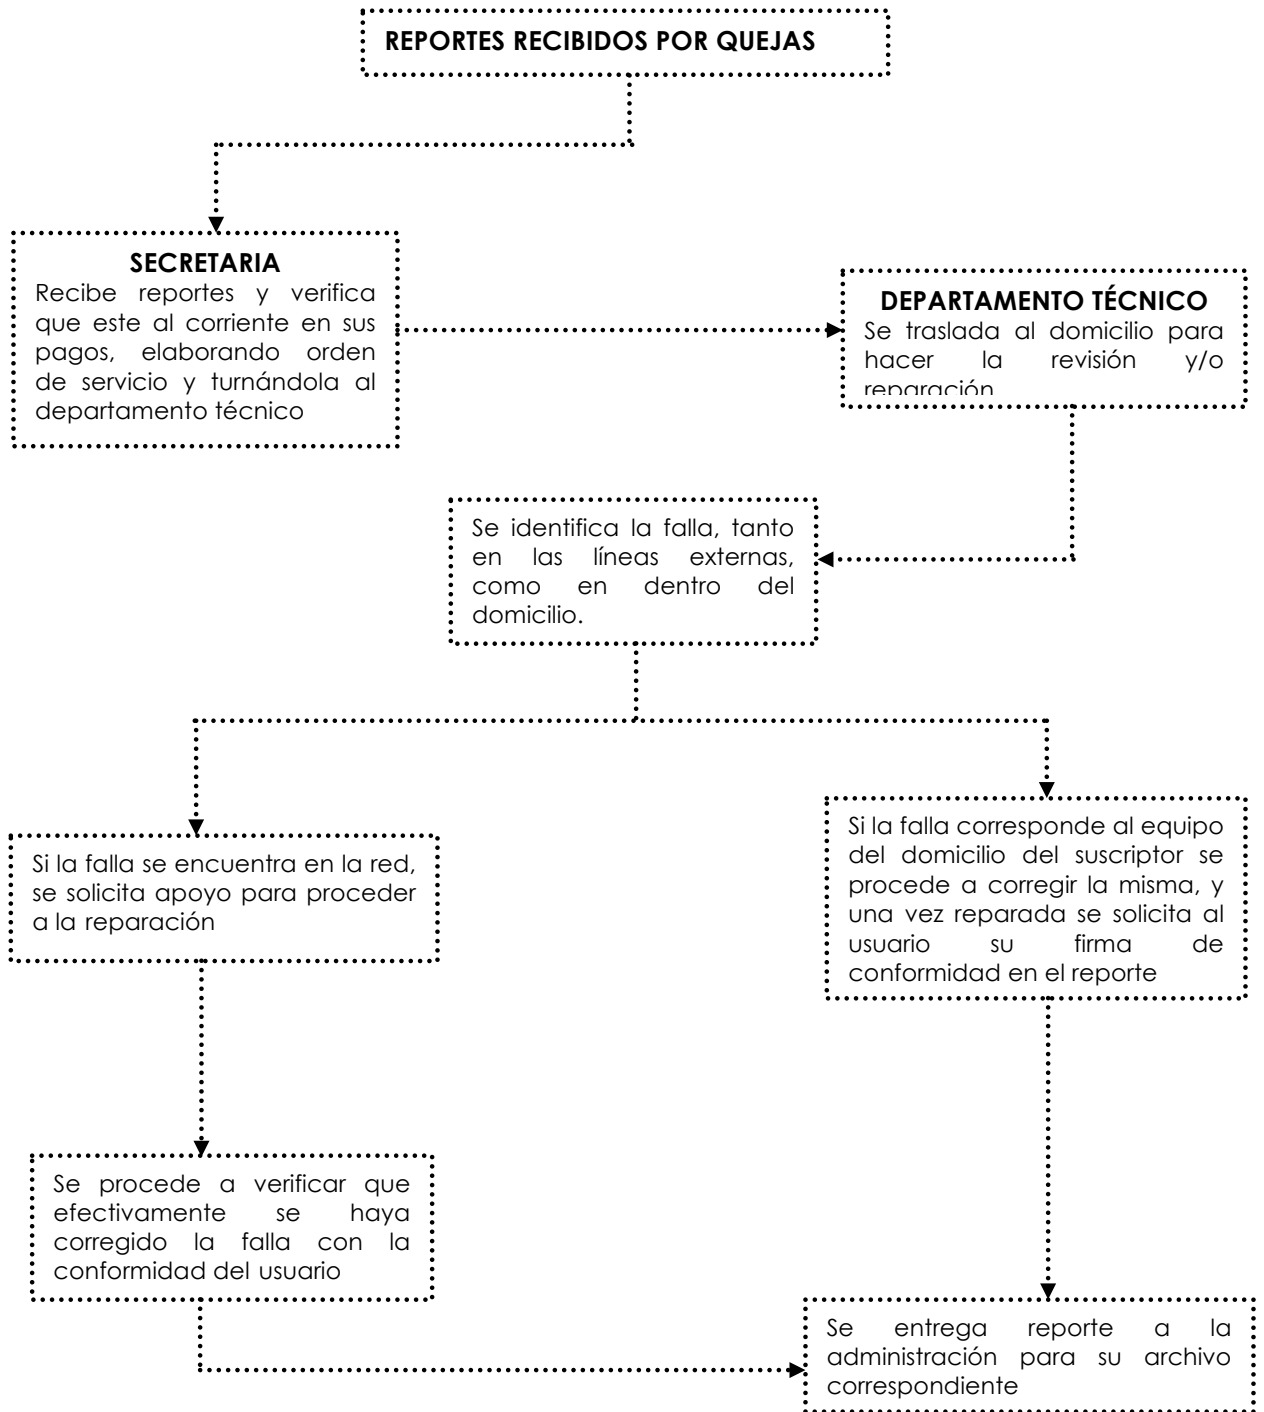 REPORTES RECIBIDOS POR QUEJAS
SECRETARIA
Recibe reportes y verifica
que este al corriente en sus
pagos, elaborando orden
de servicio y turnándola al
departamento técnico
DEPARTAMENTO TÉCNICO
Se traslada al domicilio para
hacer la revisión y/o
reparación
Se identifica la falla, tanto
en las líneas externas,
como en dentro del
domicilio.
Si la falla se encuentra en la red,
se solicita apoyo para proceder
a la reparación
Si la falla corresponde al equipo
del domicilio del suscriptor se
procede a corregir la misma, y
una vez reparada se solicita al
usuario su firma de
conformidad en el reporte
Se procede a verificar que
efectivamente se haya
corregido la falla con la
conformidad del usuario
Se entrega reporte a la
administración para su archivo
correspondiente